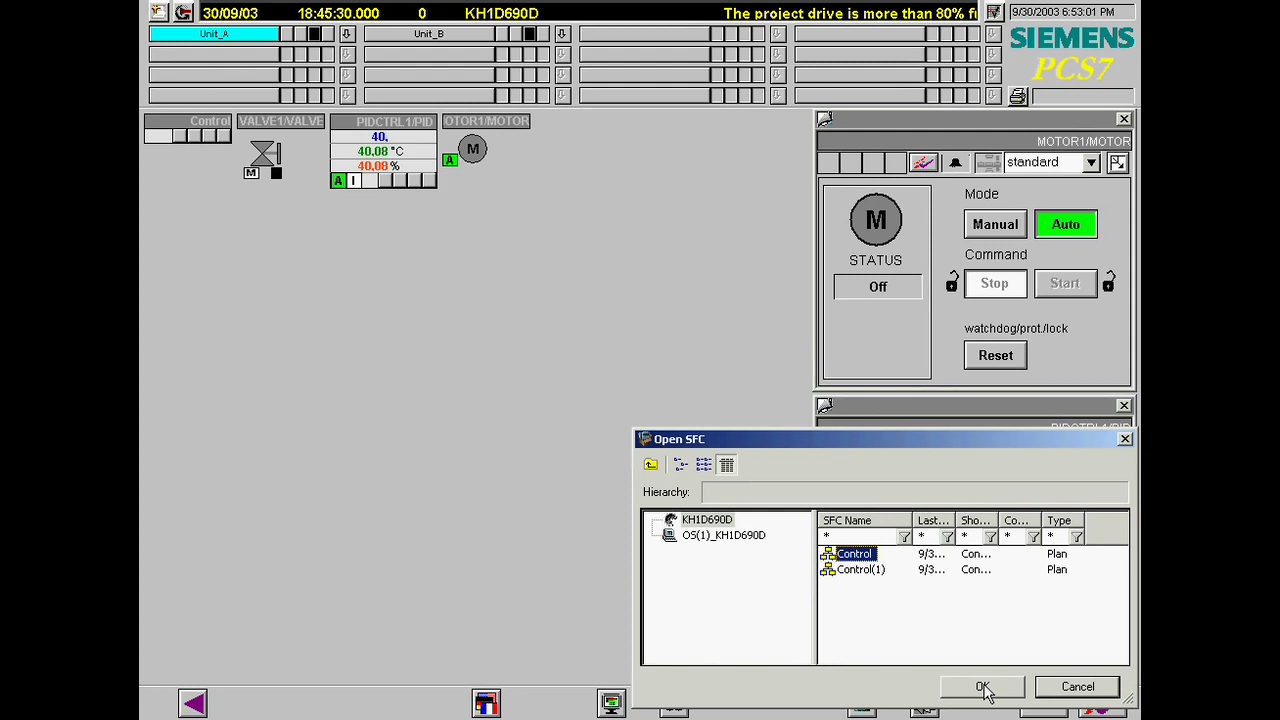 30/09/03 18:45:30.000 0 KH1D690D The project drive is more than 80% fu
9/30/2003 6:53:01 PM
Unit_A Unit_B
SIEMENS
PCS7
Control VALVE1/VALVE PIDCTRL1/PID OTOR1/MOTOR
40,
40,08 °C
40,08 %
A I
M
A M
MOTOR1/MOTOR
standard
M
STATUS
Off
Mode
Manual Auto
Command
Stop Start
watchdog/prot./lock
Reset
PIDCTRL1/PID
Open SFC
Hierarchy:
KH1D690D
OS(1)_KH1D690D
SFC Name Last... Sho... Co... Type
* * * * *
Control 9/3... Con... Plan
Control(1) 9/3... Con... Plan
OK Cancel